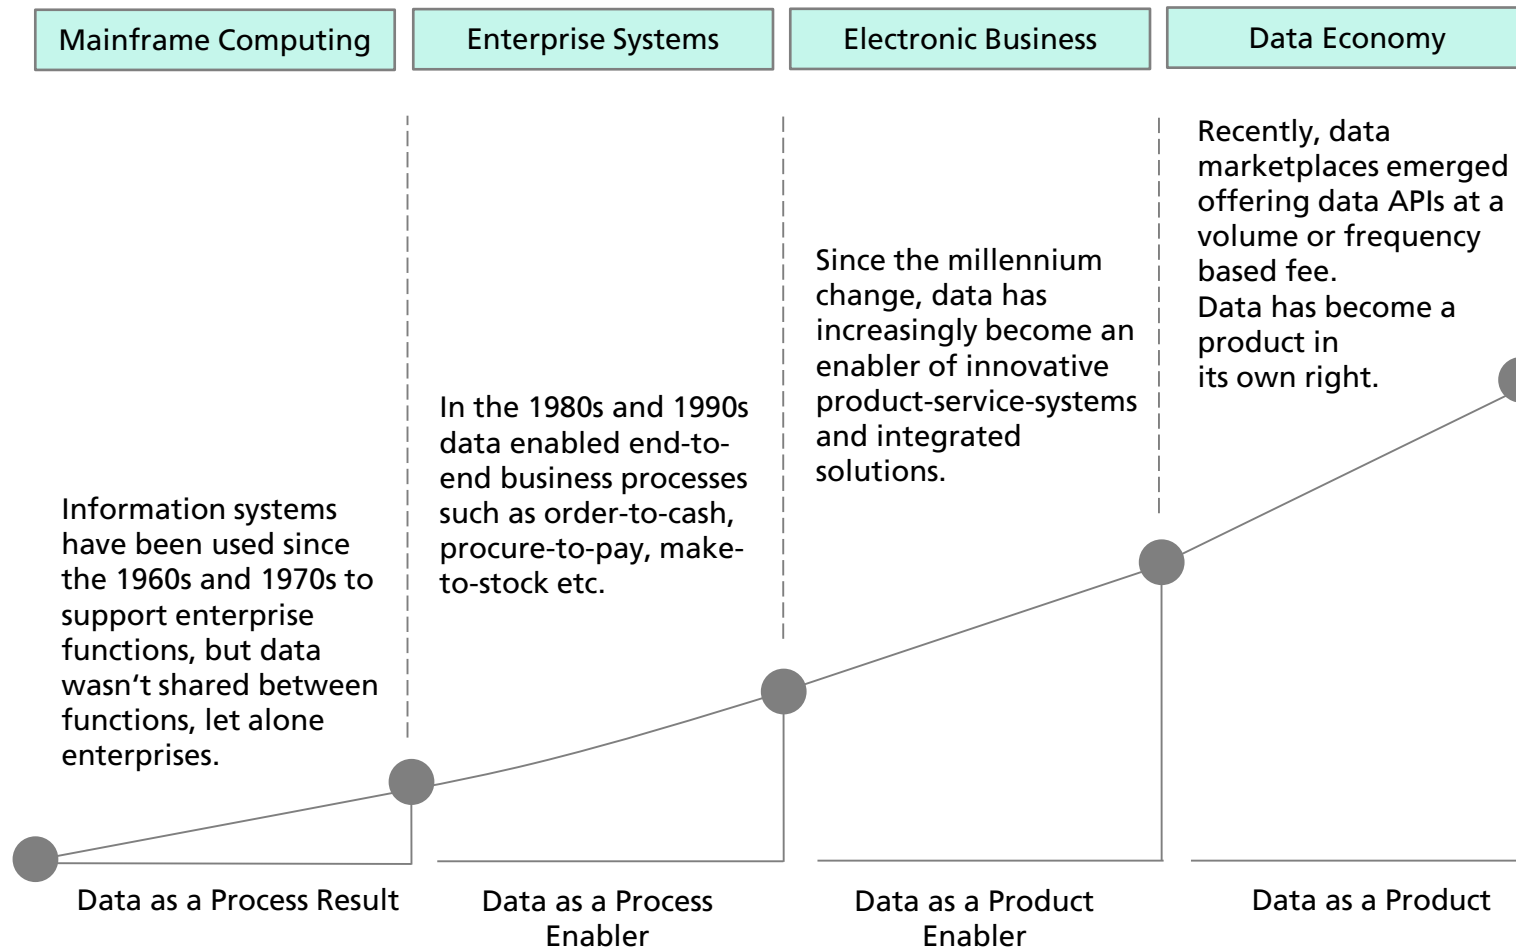 Mainframe Computing
Enterprise Systems
Electronic Business
Data Economy
Information systems
have been used since
the 1960s and 1970s to
support enterprise
functions, but data
wasn‘t shared between
functions, let alone
enterprises.
In the 1980s and 1990s
data enabled end-to-
end business processes
such as order-to-cash,
procure-to-pay, make-
to-stock etc.
Since the millennium
change, data has
increasingly become an
enabler of innovative
product-service-systems
and integrated
solutions.
Recently, data
marketplaces emerged
offering data APIs at a
volume or frequency
based fee.
Data has become a
product in
its own right.
Data as a Process Result
Data as a Process
Enabler
Data as a Product
Enabler
Data as a Product